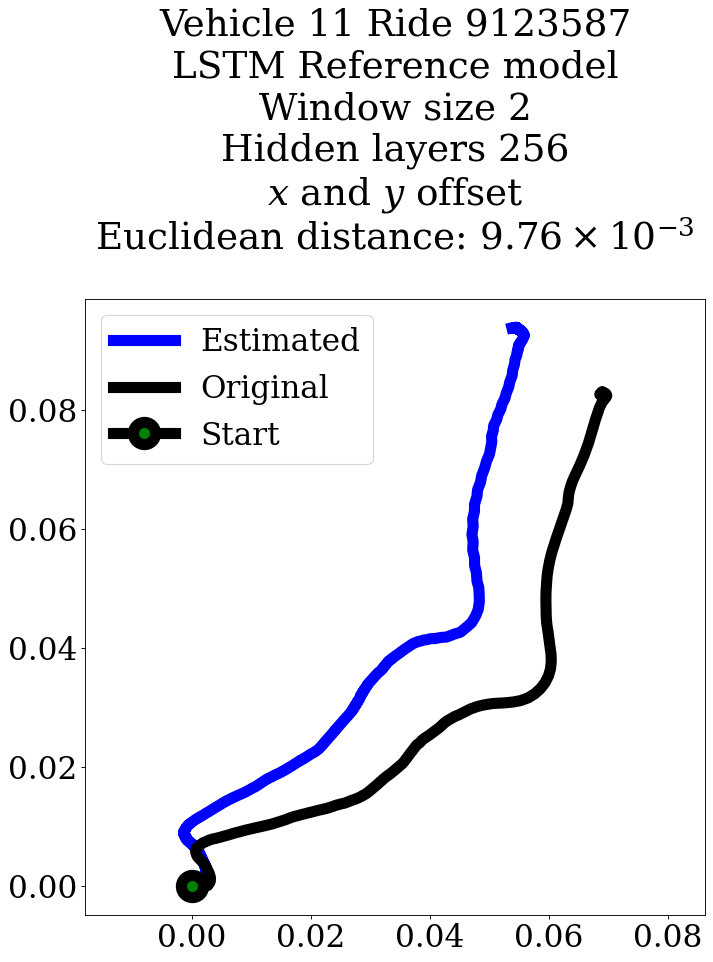 Vehicle 11 Ride 9123587
LSTM Reference model
Window size 2
Hidden layers 256
x and y offset
Euclidean distance: 9.76 × 10⁻³
Estimated
Original
Start
0.08
0.06
0.04
0.02
0.00
0.00 0.02 0.04 0.06 0.08